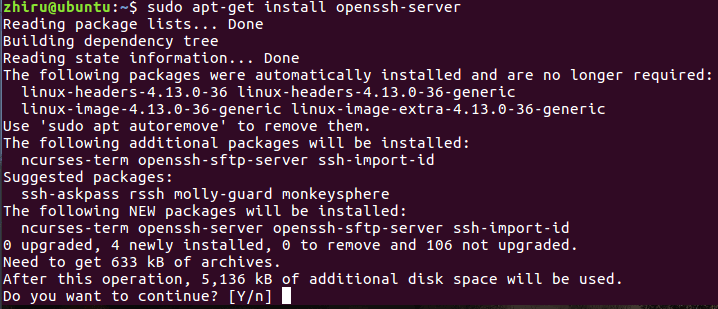 zhiru@ubuntu:~$ sudo apt-get install openssh-server
Reading package lists... Done
Building dependency tree
Reading state information... Done
The following packages were automatically installed and are no longer required:
  linux-headers-4.13.0-36 linux-headers-4.13.0-36-generic
  linux-image-4.13.0-36-generic linux-image-extra-4.13.0-36-generic
Use 'sudo apt autoremove' to remove them.
The following additional packages will be installed:
  ncurses-term openssh-sftp-server ssh-import-id
Suggested packages:
  ssh-askpass rssh molly-guard monkeysphere
The following NEW packages will be installed:
  ncurses-term openssh-server openssh-sftp-server ssh-import-id
0 upgraded, 4 newly installed, 0 to remove and 106 not upgraded.
Need to get 633 kB of archives.
After this operation, 5,136 kB of additional disk space will be used.
Do you want to continue? [Y/n]